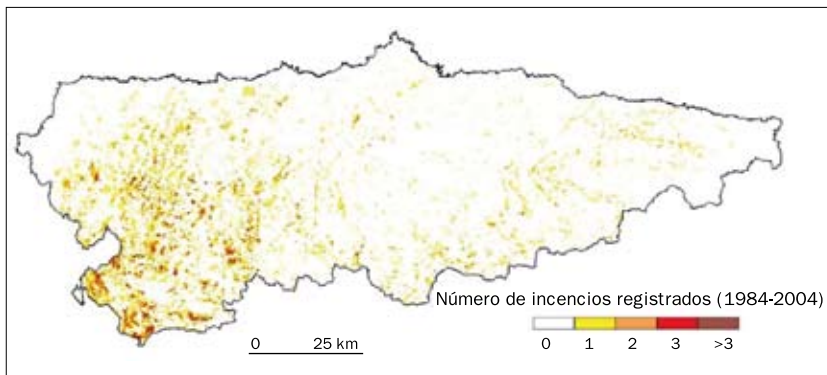 Número de incencios registrados (1984-2004)
0 1 2 3 >3
0 25 km